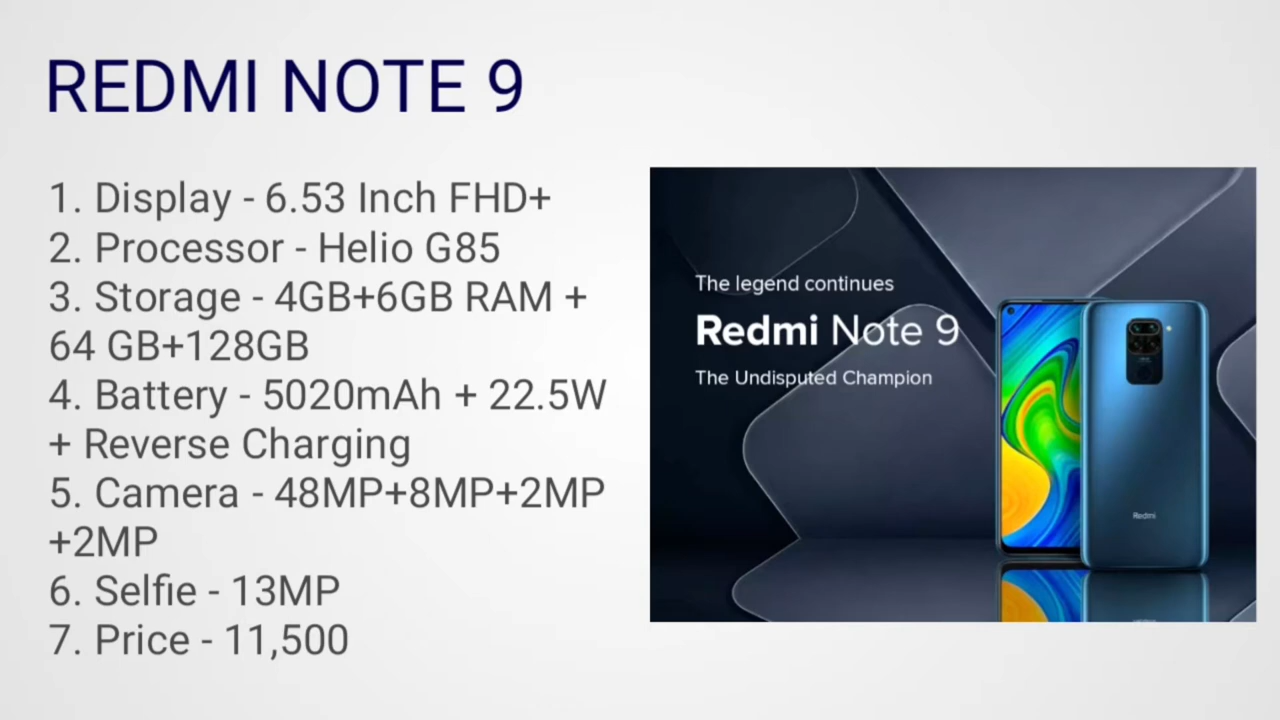 REDMI NOTE 9
1. Display - 6.53 Inch FHD+
2. Processor - Helio G85
3. Storage - 4GB+6GB RAM +
64 GB+128GB
4. Battery - 5020mAh + 22.5W
+ Reverse Charging
5. Camera - 48MP+8MP+2MP
+2MP
6. Selfie - 13MP
7. Price - 11,500
The legend continues
Redmi Note 9
The Undisputed Champion
Redmi